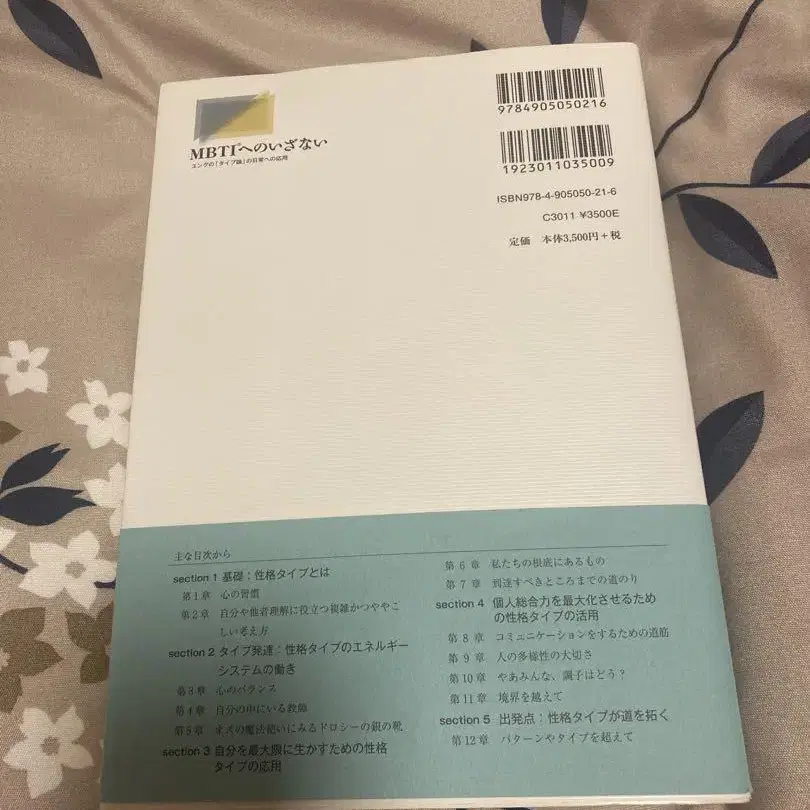 MBTIへのいざない
ユングの「タイプ論」の日常への応用
9784905050216
1923011035009
ISBN978-4-905050-21-6
C3011 ¥3500E
定価 本体3,500円+税
主な目次から
section 1 基礎:性格タイプとは
第1章 心の習慣
第2章 自分や他者理解に役立つ複雑かつややこ
しい考え方
section 2 タイプ発達:性格タイプのエネルギー
システムの働き
第3章 心のバランス
第4章 自分の中にいる教師
第5章 オズの魔法使いにみるドロシーの銀の靴
section 3 自分を最大限に生かすための性格
タイプの応用
第6章 私たちの根底にあるもの
第7章 到達すべきところまでの道のり
section 4 個人総合力を最大化させるため
の性格タイプの活用
第8章 コミュニケーションをするための道筋
第9章 人の多様性の大切さ
第10章 やあみんな、調子はどう?
第11章 境界を越えて
section 5 出発点:性格タイプが道を拓く
第12章 パターンやタイプを超えて